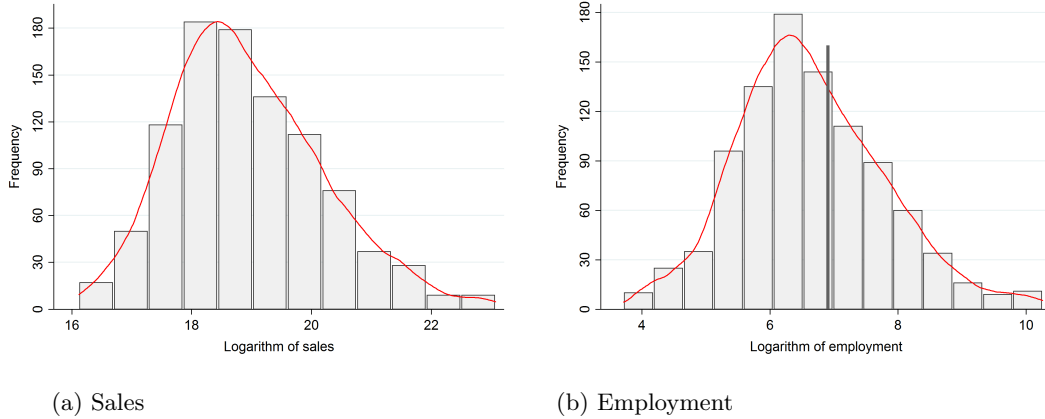 Frequency
180
150
120
90
60
30
0
16 18 20 22
Logarithm of sales
(a) Sales
Frequency
180
150
120
90
60
30
0
4 6 8 10
Logarithm of employment
(b) Employment